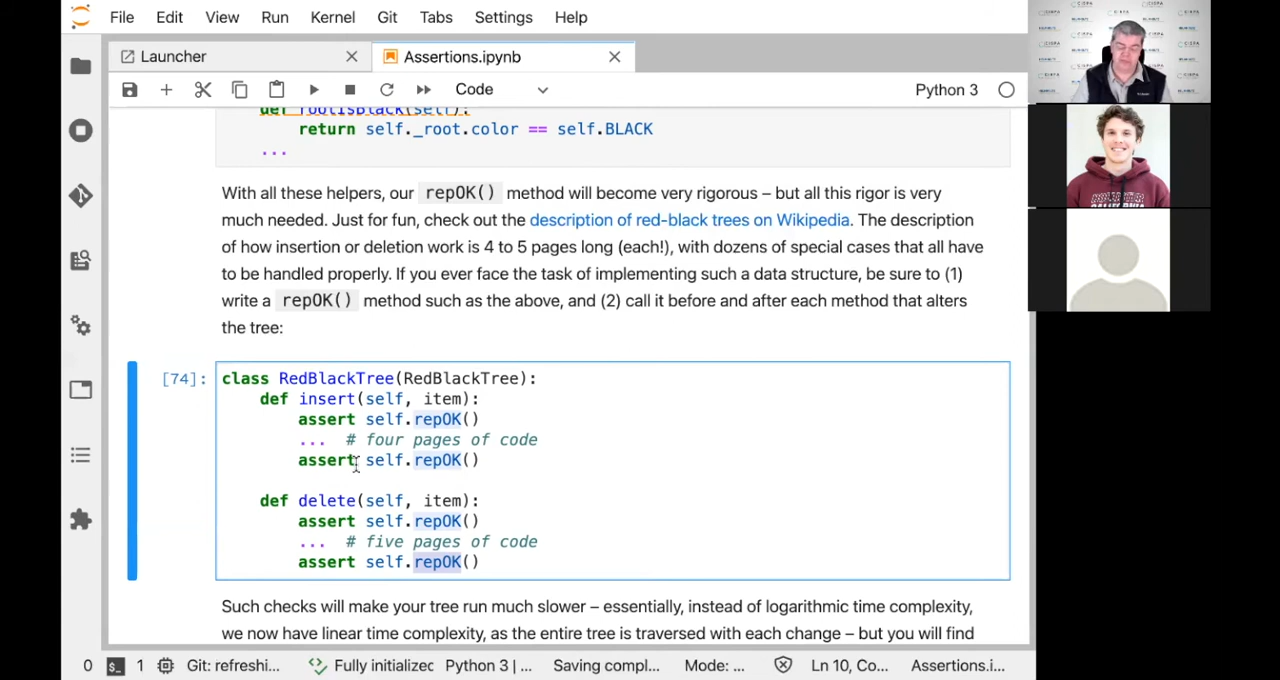 File Edit View Run Kernel Git Tabs Settings Help
Launcher
Assertions.ipynb
Code
Python 3
def rootIsBlack(self):
return self._root.color == self.BLACK
...
With all these helpers, our repOK() method will become very rigorous – but all this rigor is very
much needed. Just for fun, check out the description of red-black trees on Wikipedia. The description
of how insertion or deletion work is 4 to 5 pages long (each!), with dozens of special cases that all have
to be handled properly. If you ever face the task of implementing such a data structure, be sure to (1)
write a repOK() method such as the above, and (2) call it before and after each method that alters
the tree:
[74]:
class RedBlackTree(RedBlackTree):
def insert(self, item):
assert self.repOK()
... # four pages of code
assert self.repOK()
def delete(self, item):
assert self.repOK()
... # five pages of code
assert self.repOK()
Such checks will make your tree run much slower – essentially, instead of logarithmic time complexity,
we now have linear time complexity, as the entire tree is traversed with each change – but you will find
0 $_ 1 Git: refreshi... Fully initialized Python 3 | ... Saving compl... Mode: ... Ln 10, Co... Assertions.i...